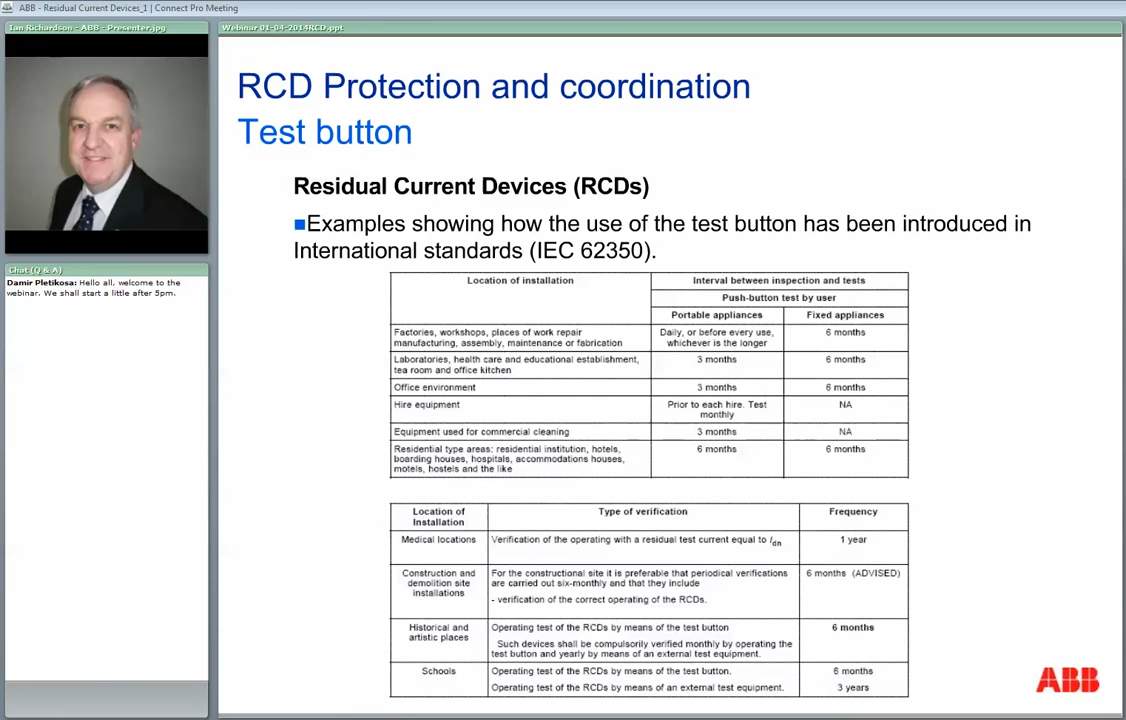 ABB - Residual Current Devices_1 | Connect Pro Meeting
Ian Richardson - ABB - Presenter.jpg
Webinar 01-04-2014RCD.ppt
RCD Protection and coordination
Test button
Residual Current Devices (RCDs)
■Examples showing how the use of the test button has been introduced in
International standards (IEC 62350).
Chat (Q & A)
Damir Pletikosa: Hello all, welcome to the
webinar. We shall start a little after 5pm.
Location of installation
Interval between inspection and tests
Push-button test by user
Portable appliances
Fixed appliances
Factories, workshops, places of work repair
manufacturing, assembly, maintenance or fabrication
Daily, or before every use,
whichever is the longer
6 months
Laboratories, health care and educational establishment,
tea room and office kitchen
3 months
6 months
Office environment
3 months
6 months
Hire equipment
Prior to each hire. Test
monthly
NA
Equipment used for commercial cleaning
3 months
NA
Residential type areas: residential institution, hotels,
boarding houses, hospitals, accommodations houses,
motels, hostels and the like
6 months
6 months
Location of
Installation
Type of verification
Frequency
Medical locations
Verification of the operating with a residual test current equal to Idn
1 year
Construction and
demolition site
installations
For the constructional site it is preferable that periodical verifications
are carried out six-monthly and that they include
- verification of the correct operating of the RCDs.
6 months (ADVISED)
Historical and
artistic places
Operating test of the RCDs by means of the test button
Such devices shall be compulsorily verified monthly by operating the
test button and yearly by means of an external test equipment.
6 months
Schools
Operating test of the RCDs by means of the test button.
6 months
Operating test of the RCDs by means of an external test equipment.
3 years
ABB